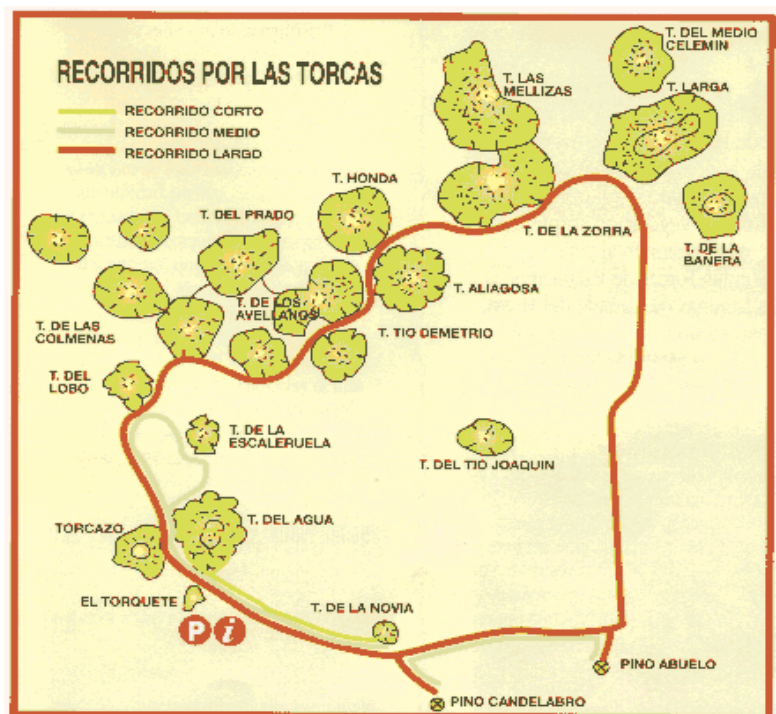 RECORRIDOS POR LAS TORCAS
RECORRIDO CORTO
RECORRIDO MEDIO
RECORRIDO LARGO
T. DEL MEDIO
CELEMIN
T. LAS
MELLIZAS
T. LARGA
T. HONDA
T. DEL PRADO
T. DE LA ZORRA
T. DE LA
BAÑERA
T. ALIAGOSA
T. DE LOS
AVELLANOS
T. DE LAS
COLMENAS
T. TIO DEMETRIO
T. DEL
LOBO
T. DE LA
ESCALERUELA
T. DEL TIO JOAQUIN
TORCAZO
T. DEL AGUA
EL TORQUETE
T. DE LA NOVIA
P i
PINO ABUELO
PINO CANDELABRO